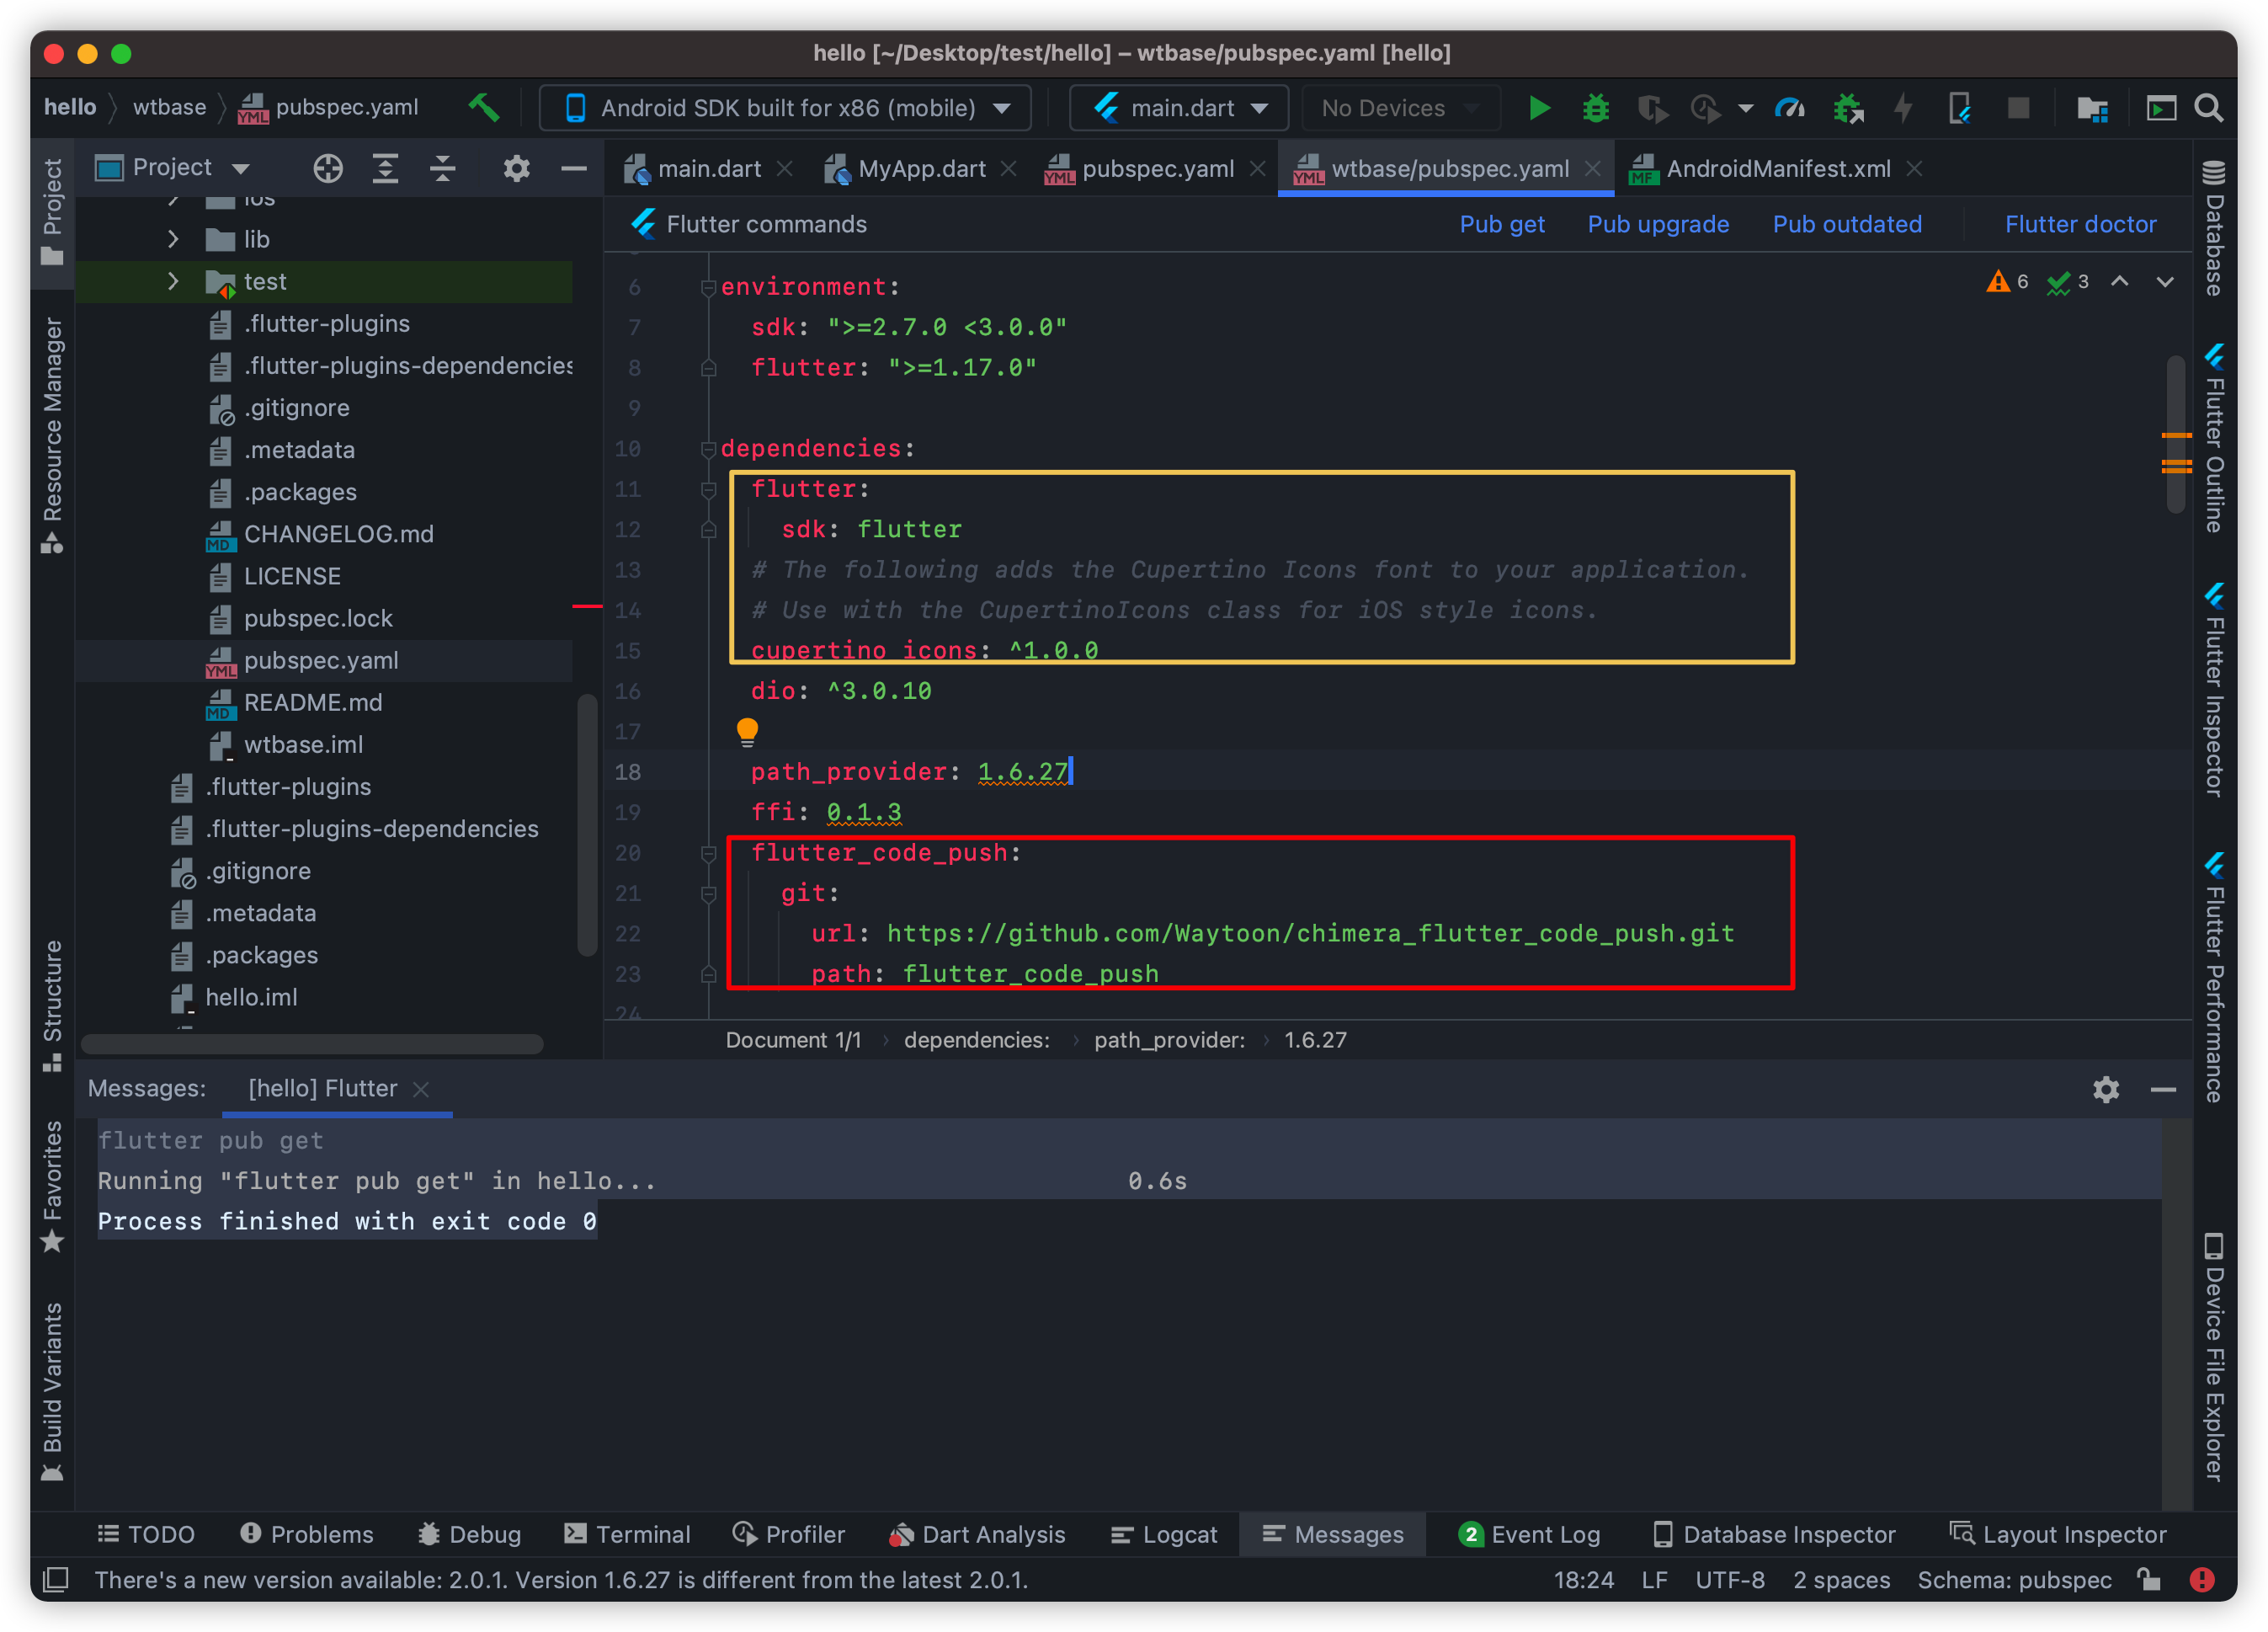 hello [~/Desktop/test/hello] – wtbase/pubspec.yaml [hello]
hello wtbase pubspec.yaml Android SDK built for x86 (mobile) main.dart No Devices
Project
main.dart MyApp.dart pubspec.yaml wtbase/pubspec.yaml AndroidManifest.xml
Flutter commands Pub get Pub upgrade Pub outdated Flutter doctor
Project
Resource Manager
Structure
Favorites
Build Variants
ios
lib
test
.flutter-plugins
.flutter-plugins-dependencies
.gitignore
.metadata
.packages
CHANGELOG.md
LICENSE
pubspec.lock
pubspec.yaml
README.md
wtbase.iml
.flutter-plugins
.flutter-plugins-dependencies
.gitignore
.metadata
.packages
hello.iml
6 3
6 environment:
7 sdk: ">=2.7.0 <3.0.0"
8 flutter: ">=1.17.0"
9
10 dependencies:
11 flutter:
12 sdk: flutter
13 # The following adds the Cupertino Icons font to your application.
14 # Use with the CupertinoIcons class for iOS style icons.
15 cupertino_icons: ^1.0.0
16 dio: ^3.0.10
17
18 path_provider: 1.6.27
19 ffi: 0.1.3
20 flutter_code_push:
21 git:
22 url: https://github.com/Waytoon/chimera_flutter_code_push.git
23 path: flutter_code_push
24
Document 1/1 dependencies: path_provider: 1.6.27
Database
Flutter Outline
Flutter Inspector
Flutter Performance
Device File Explorer
Messages: [hello] Flutter
flutter pub get
Running "flutter pub get" in hello... 0.6s
Process finished with exit code 0
TODO Problems Debug Terminal Profiler Dart Analysis Logcat Messages 2 Event Log Database Inspector Layout Inspector
There's a new version available: 2.0.1. Version 1.6.27 is different from the latest 2.0.1. 18:24 LF UTF-8 2 spaces Schema: pubspec